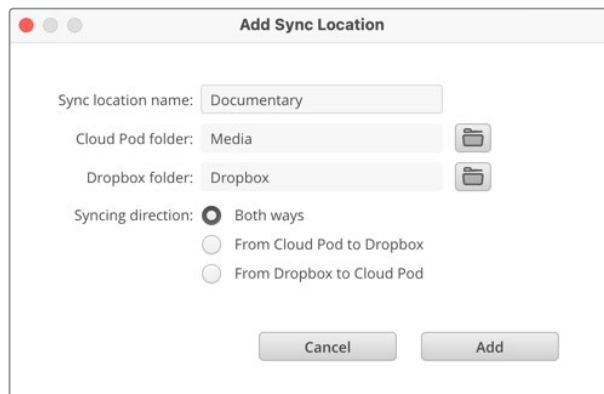 Add Sync Location
Sync location name: Documentary
Cloud Pod folder: Media
Dropbox folder: Dropbox
Syncing direction: Both ways
From Cloud Pod to Dropbox
From Dropbox to Cloud Pod
Cancel Add